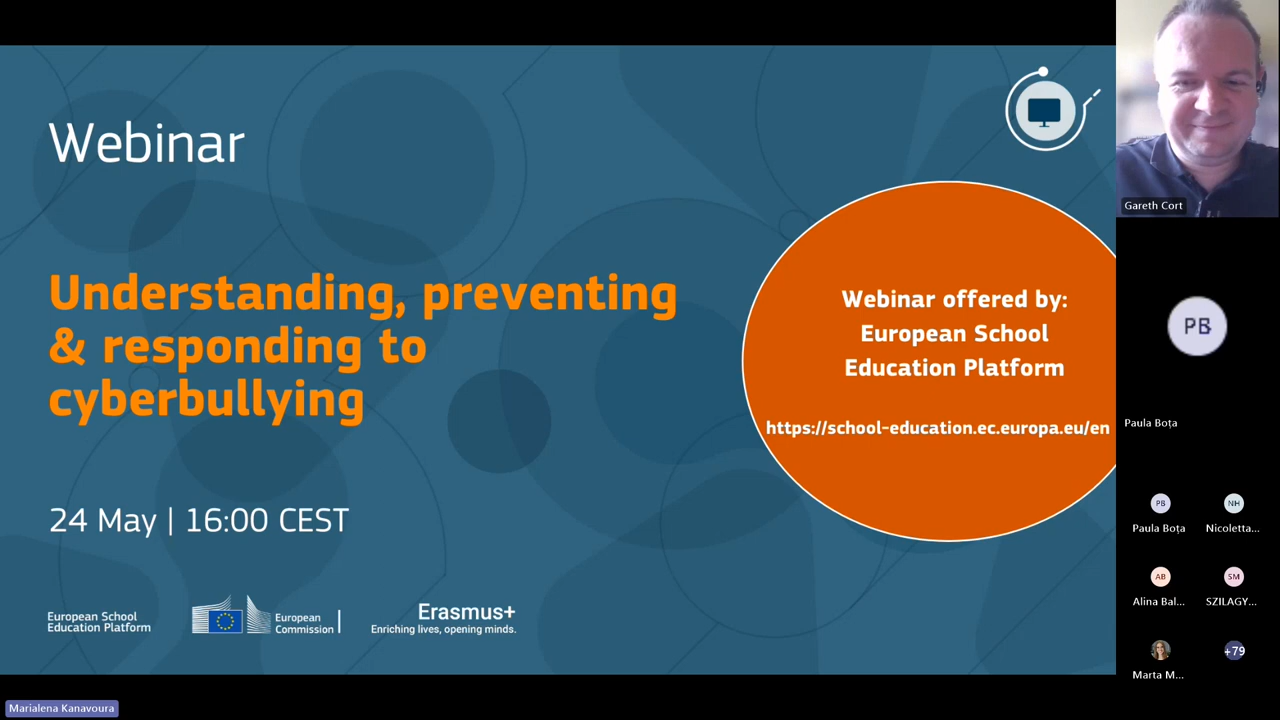 Webinar
Understanding, preventing
& responding to
cyberbullying
24 May | 16:00 CEST
European School
Education Platform
European
Commission
Erasmus+
Enriching lives, opening minds.
Webinar offered by:
European School
Education Platform
https://school-education.ec.europa.eu/en
Gareth Cort
PB
Paula Boța
PB
NH
Paula Boța
Nicoletta...
AB
SM
Alina Bal...
SZILAGY...
+79
Marta M...
Marialena Kanavoura